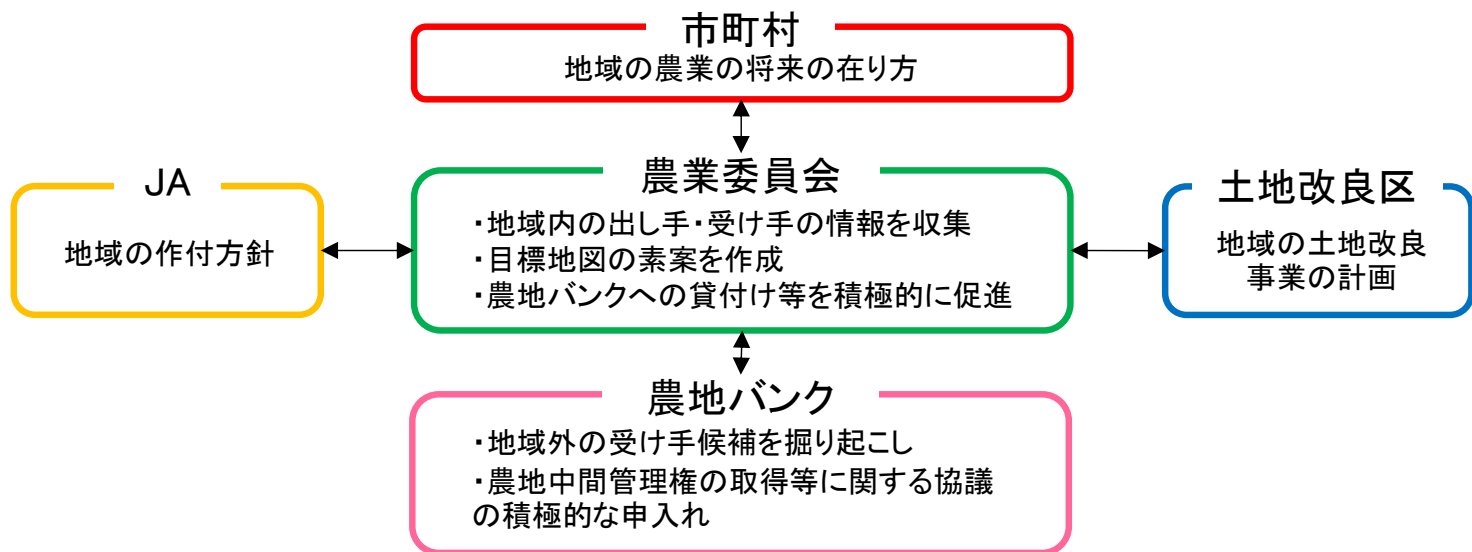 市町村
地域の農業の将来の在り方
JA
地域の作付方針
農業委員会
・地域内の出し手・受け手の情報を収集
・目標地図の素案を作成
・農地バンクへの貸付け等を積極的に促進
土地改良区
地域の土地改良
事業の計画
農地バンク
・地域外の受け手候補を掘り起こし
・農地中間管理権の取得等に関する協議
の積極的な申入れ